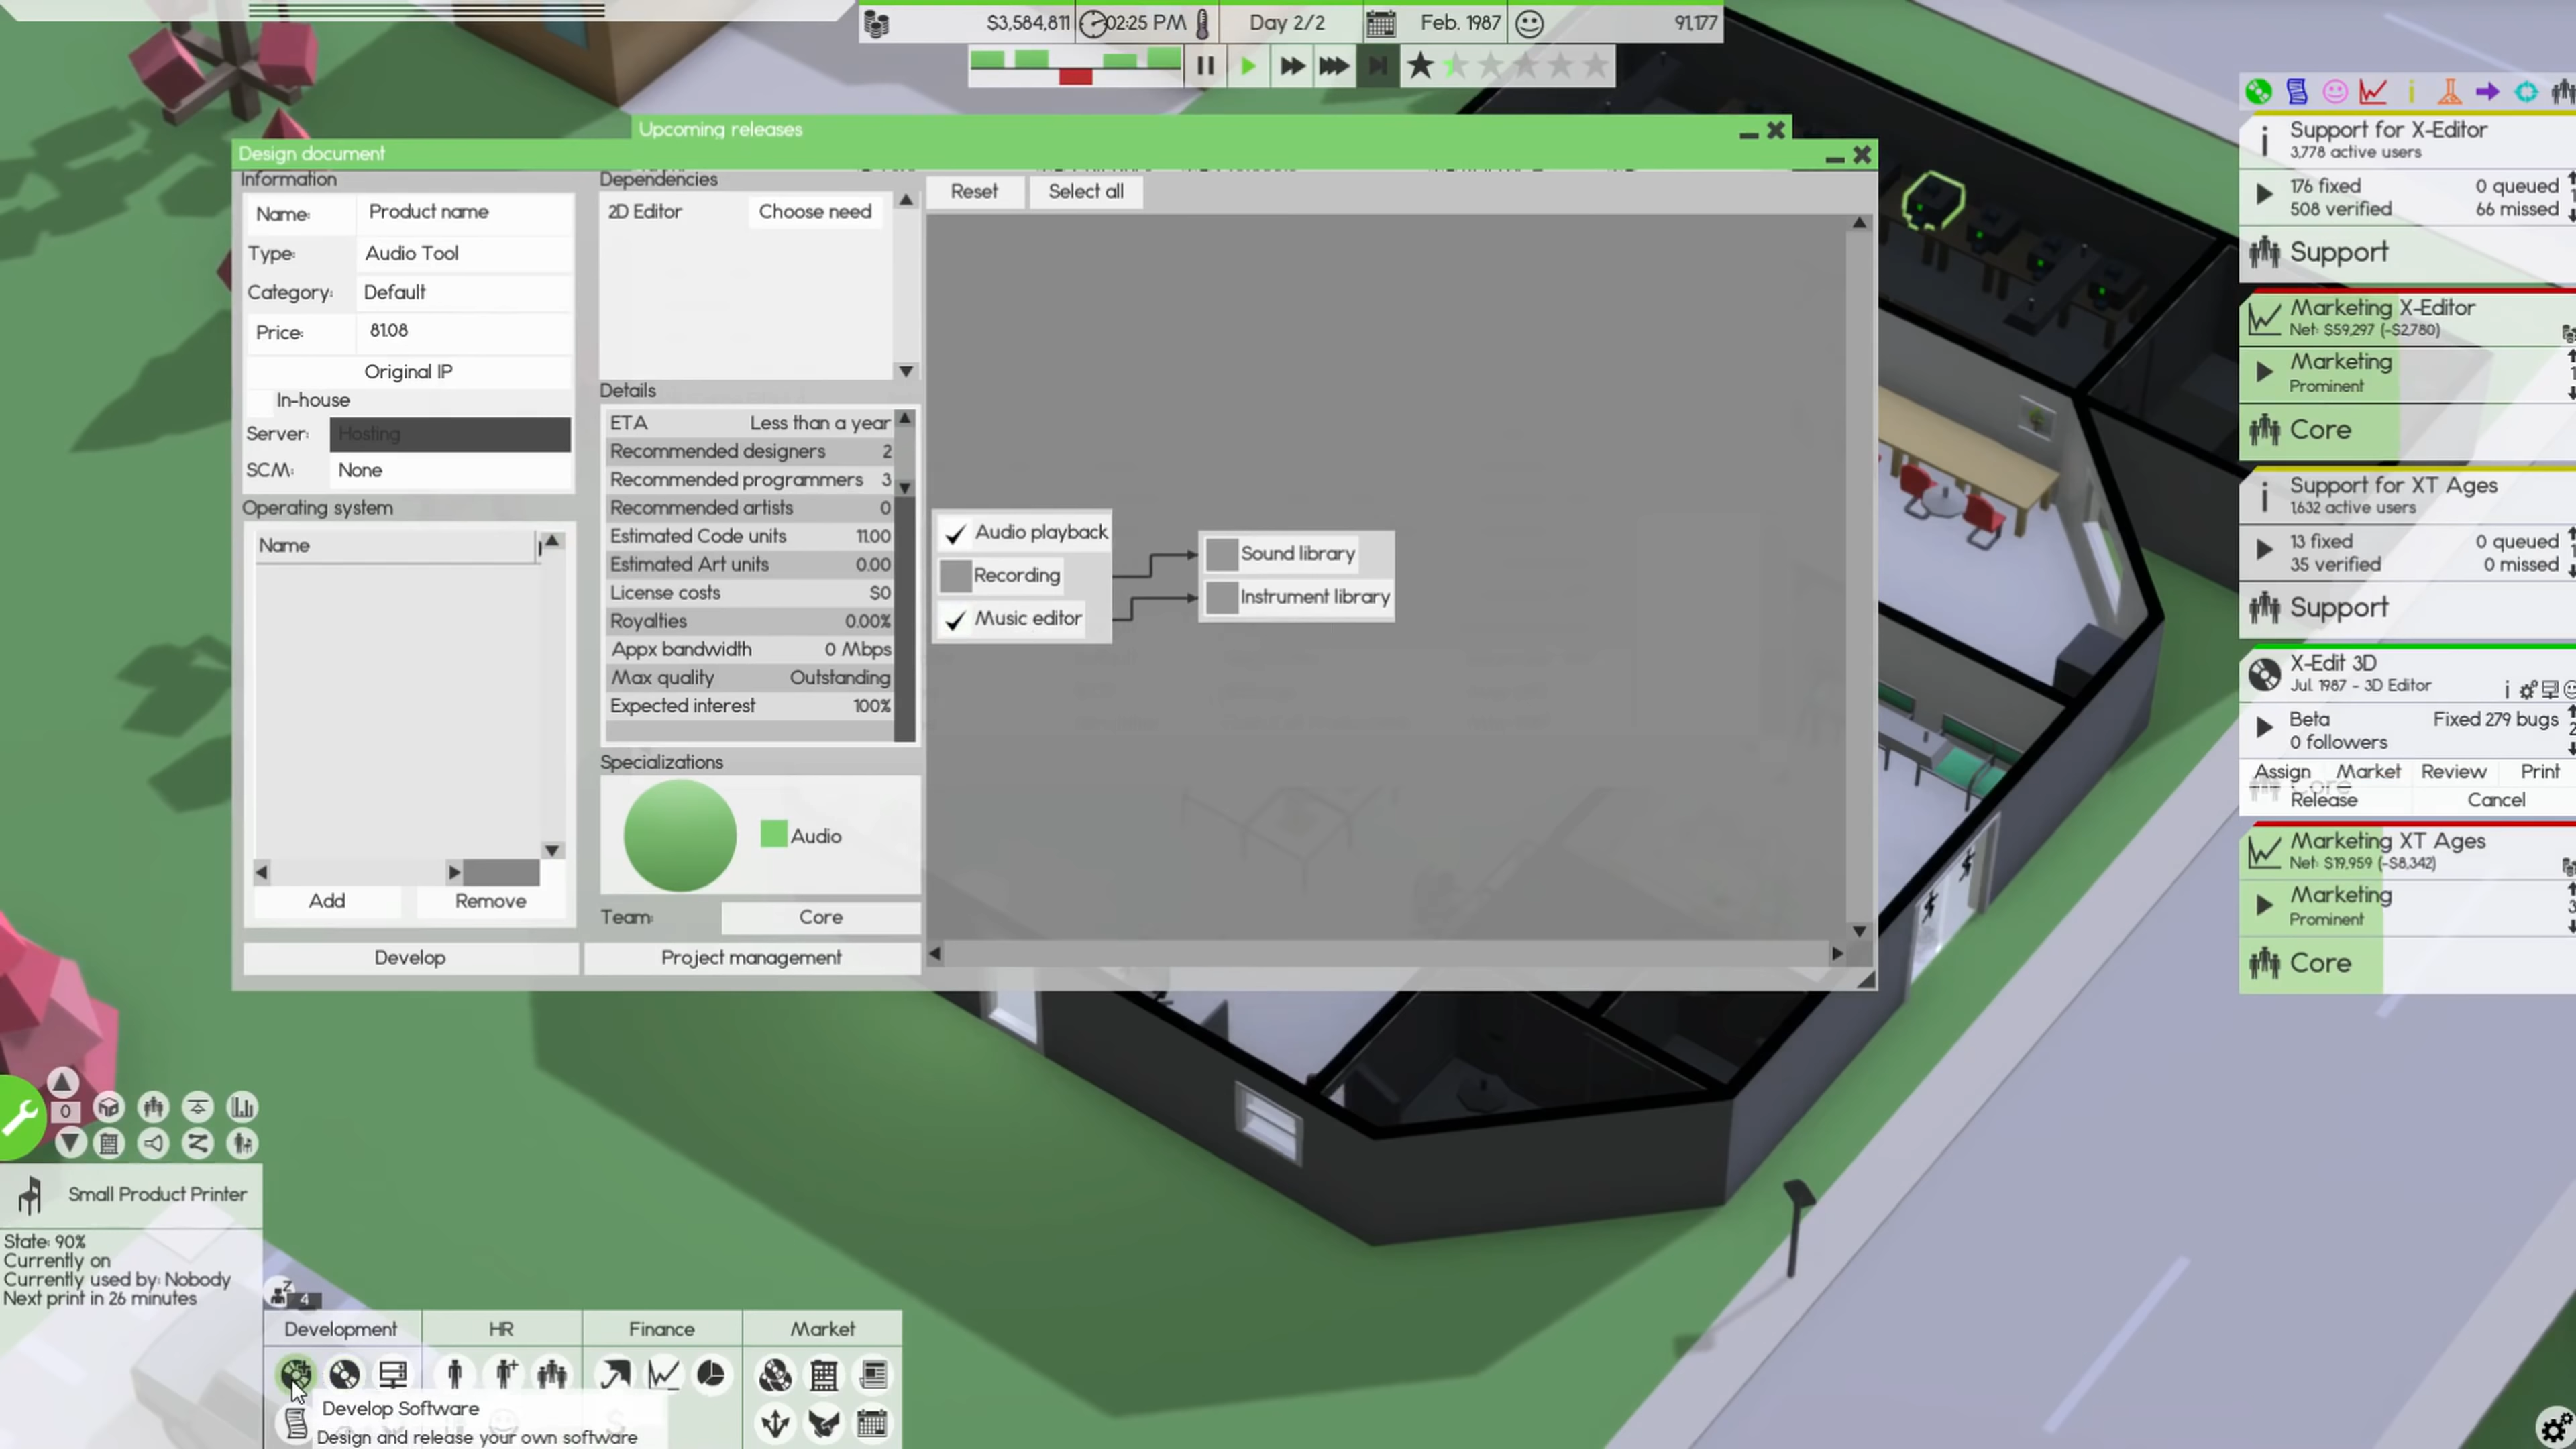 $3,584,811
02:25 PM
Day 2/2
Feb. 1987
91,177
Upcoming releases
Design document
Information
Name: Product name
Type: Audio Tool
Category: Default
Price: 81.08
Original IP
In-house
Server: Hosting
SCM: None
Operating system
Name
Add Remove
Develop
Dependencies
2D Editor Choose need
Details
ETA Less than a year
Recommended designers 2
Recommended programmers 3
Recommended artists 0
Estimated Code units 11.00
Estimated Art units 0.00
License costs $0
Royalties 0.00%
Appx bandwidth 0 Mbps
Max quality Outstanding
Expected interest 100%
Specializations
Audio
Team: Core
Project management
Reset Select all
Audio playback
Recording
Music editor
Sound library
Instrument library
Support for X-Editor
3,778 active users
176 fixed 0 queued
508 verified 66 missed
Support
Marketing X-Editor
Net: $59,297 (-$2,780)
Marketing
Prominent
Core
Support for XT Ages
1,632 active users
13 fixed 0 queued
35 verified 0 missed
Support
X-Edit 3D
Jul. 1987 - 3D Editor
Beta Fixed 279 bugs
0 followers
Assign Market Review Print
Core
Release Cancel
Marketing XT Ages
Net: $19,959 (-$8,342)
Marketing
Prominent
Core
0
Small Product Printer
State: 90%
Currently on
Currently used by: Nobody
Next print in 26 minutes
z
4
Development HR Finance Market
Develop Software
Design and release your own software